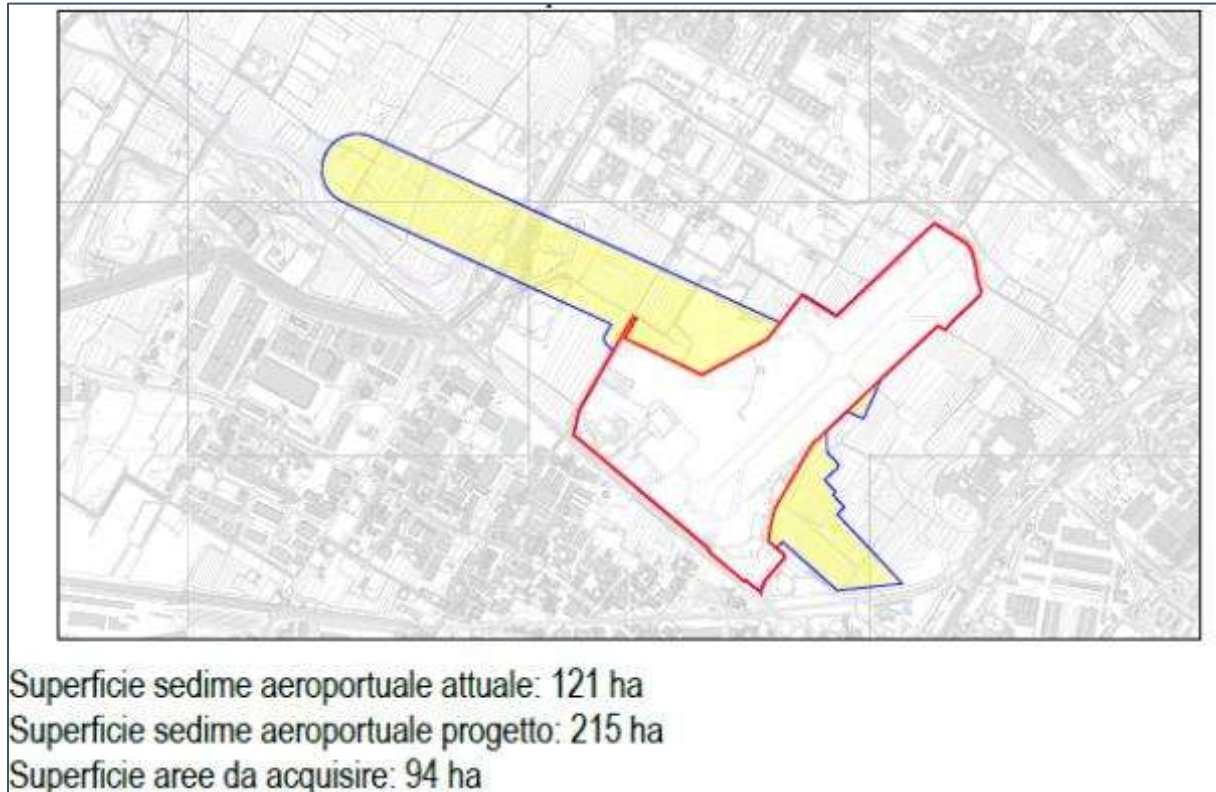 Superficie sedime aeroportuale attuale: 121 ha
Superficie sedime aeroportuale progetto: 215 ha
Superficie aree da acquisire: 94 ha